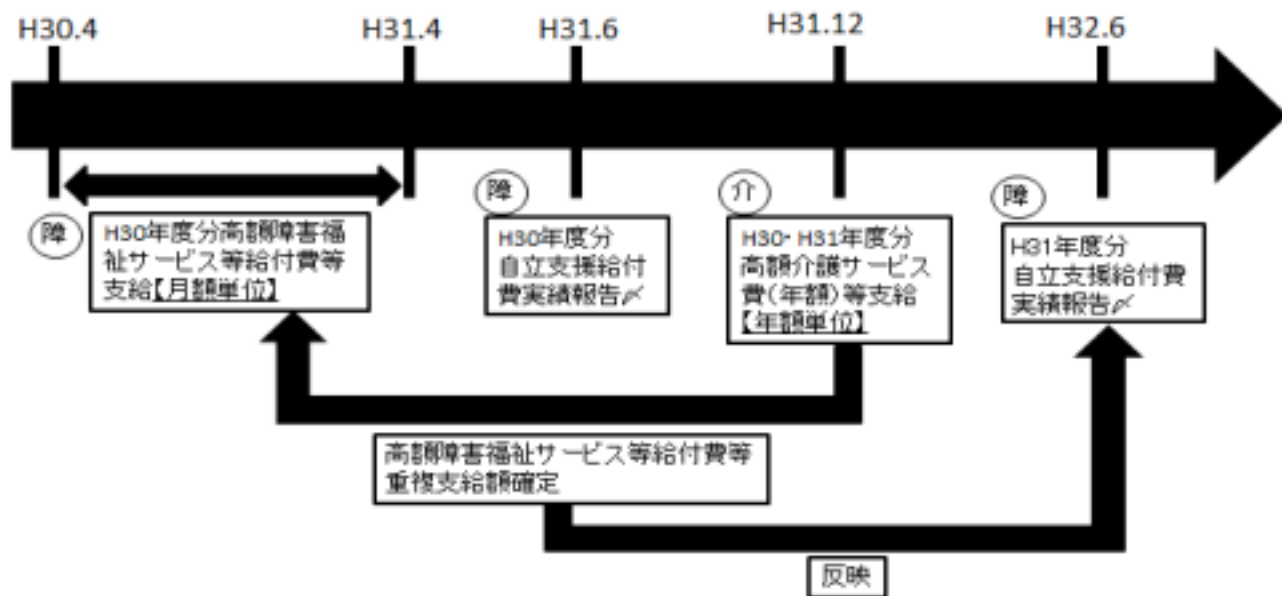 H30.4
H31.4
H31.6
H31.12
H32.6
障
H30年度分高額障害福
祉サービス等給付費等
支給【月額単位】
障
H30年度分
自立支援給付
費実績報告〆
介
H30・H31年度分
高額介護サービス
費(年額)等支給
【年額単位】
障
H31年度分
自立支援給付費
実績報告〆
高額障害福祉サービス等給付費等
重複支給額確定
反映